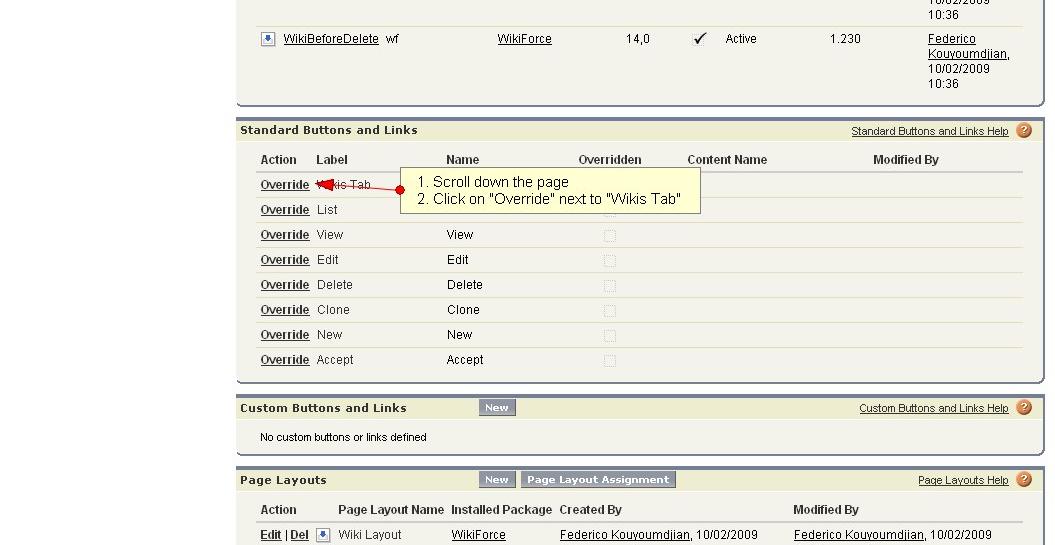 10/02/2009
10:36
WikiBeforeDelete wf WikiForce 14,0 Active 1.230 Federico
Kouyoumdjian,
10/02/2009
10:36
Standard Buttons and Links Standard Buttons and Links Help ?
Action Label Name Overridden Content Name Modified By
Override Wikis Tab
1. Scroll down the page
2. Click on "Override" next to "Wikis Tab"
Override List
Override View View
Override Edit Edit
Override Delete Delete
Override Clone Clone
Override New New
Override Accept Accept
Custom Buttons and Links New Custom Buttons and Links Help ?
No custom buttons or links defined
Page Layouts New Page Layout Assignment Page Layouts Help ?
Action Page Layout Name Installed Package Created By Modified By
Edit | Del Wiki Layout WikiForce Federico Kouyoumdjian, 10/02/2009 Federico Kouyoumdjian, 10/02/2009